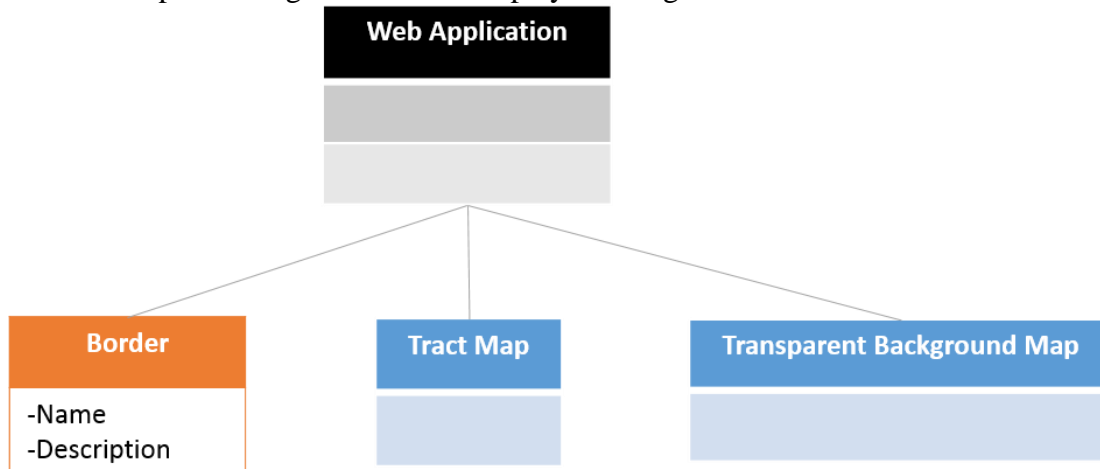 Web Application
Border
Tract Map
Transparent Background Map
-Name
-Description